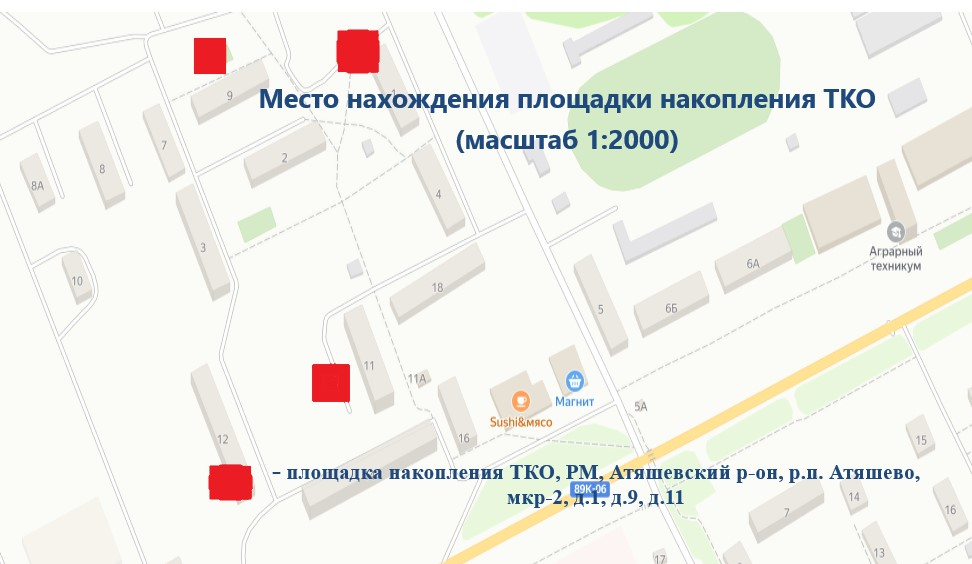 9
1
Место нахождения площадки накопления ТКО
(масштаб 1:2000)
7
8
2
8А
4
3
Аграрный
техникум
6А
10
18
5
6Б
11
11А
Магнит
Sushi&мясо
5А
12
16
15
– площадка накопления ТКО, РМ, Атяшевский р-он, р.п. Атяшево,
89К-06
мкр-2, д.1, д.9, д.11
14
16
7
13
17